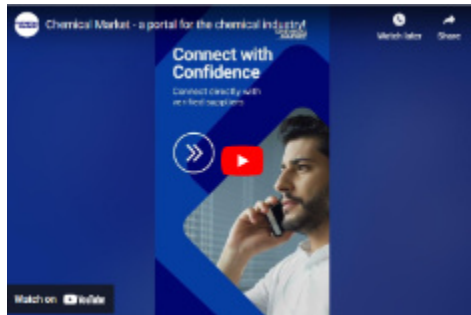 Chemical Market - a portal for the chemical industry!
Watch later
Share
Connect with
Confidence
Connect directly with
verified suppliers
Watch on YouTube